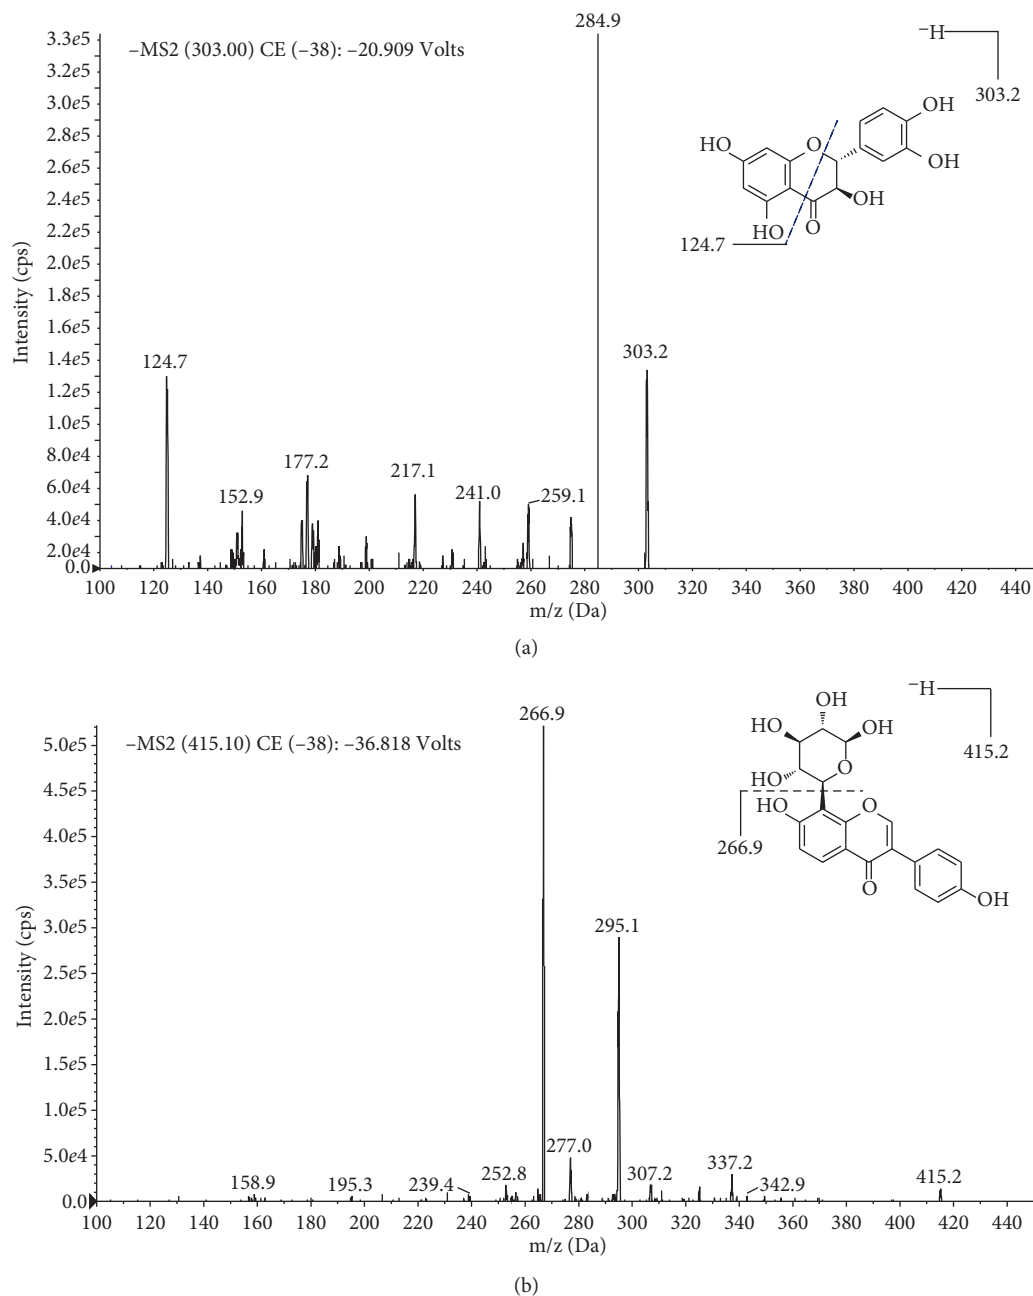 284.9
–MS2 (303.00) CE (–38): –20.909 Volts
–H
303.2
3.3e5
3.2e5
3.0e5
2.8e5
2.6e5
2.4e5
2.2e5
2.0e5
1.8e5
1.6e5
1.4e5
1.2e5
1.0e5
8.0e4
6.0e4
4.0e4
2.0e4
0.0
Intensity (cps)
HO
O
OH
OH
OH
O
HO
124.7
124.7
152.9
177.2
217.1
241.0
259.1
303.2
100 120 140 160 180 200 220 240 260 280 300 320 340 360 380 400 420 440
m/z (Da)
(a)
266.9
–MS2 (415.10) CE (–38): –36.818 Volts
–H
415.2
5.0e5
4.5e5
4.0e5
3.5e5
3.0e5
2.5e5
2.0e5
1.5e5
1.0e5
5.0e4
0.0
Intensity (cps)
OH
HO
OH
HO
O
HO
O
266.9
O
OH
295.1
158.9
195.3
239.4
252.8
277.0
307.2
337.2
342.9
415.2
100 120 140 160 180 200 220 240 260 280 300 320 340 360 380 400 420 440
m/z (Da)
(b)